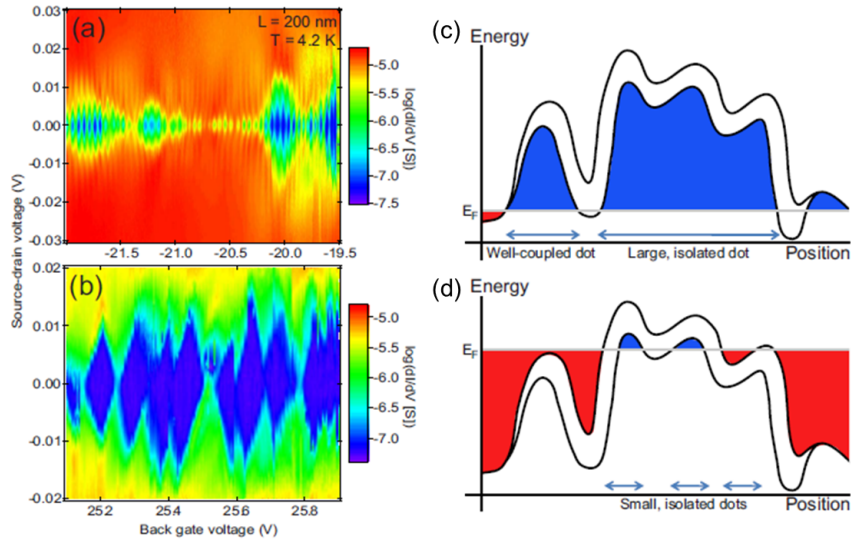 (a)
L = 200 nm
T = 4.2 K
0.03
0.02
0.01
0.00
-0.01
-0.02
-0.03
-21.5
-21.0
-20.5
-20.0
-19.5
-5.0
-5.5
-6.0
-6.5
-7.0
-7.5
log(dI/dV [S])
Source-drain voltage (V)
(b)
0.02
0.01
0.00
-0.01
-0.02
25.2
25.4
25.6
25.8
Back gate voltage (V)
-5.0
-5.5
-6.0
-6.5
-7.0
log(dI/dV [S])
(c)
Energy
EF
Well-coupled dot
Large, isolated dot
Position
(d)
Energy
EF
Small, isolated dots
Position